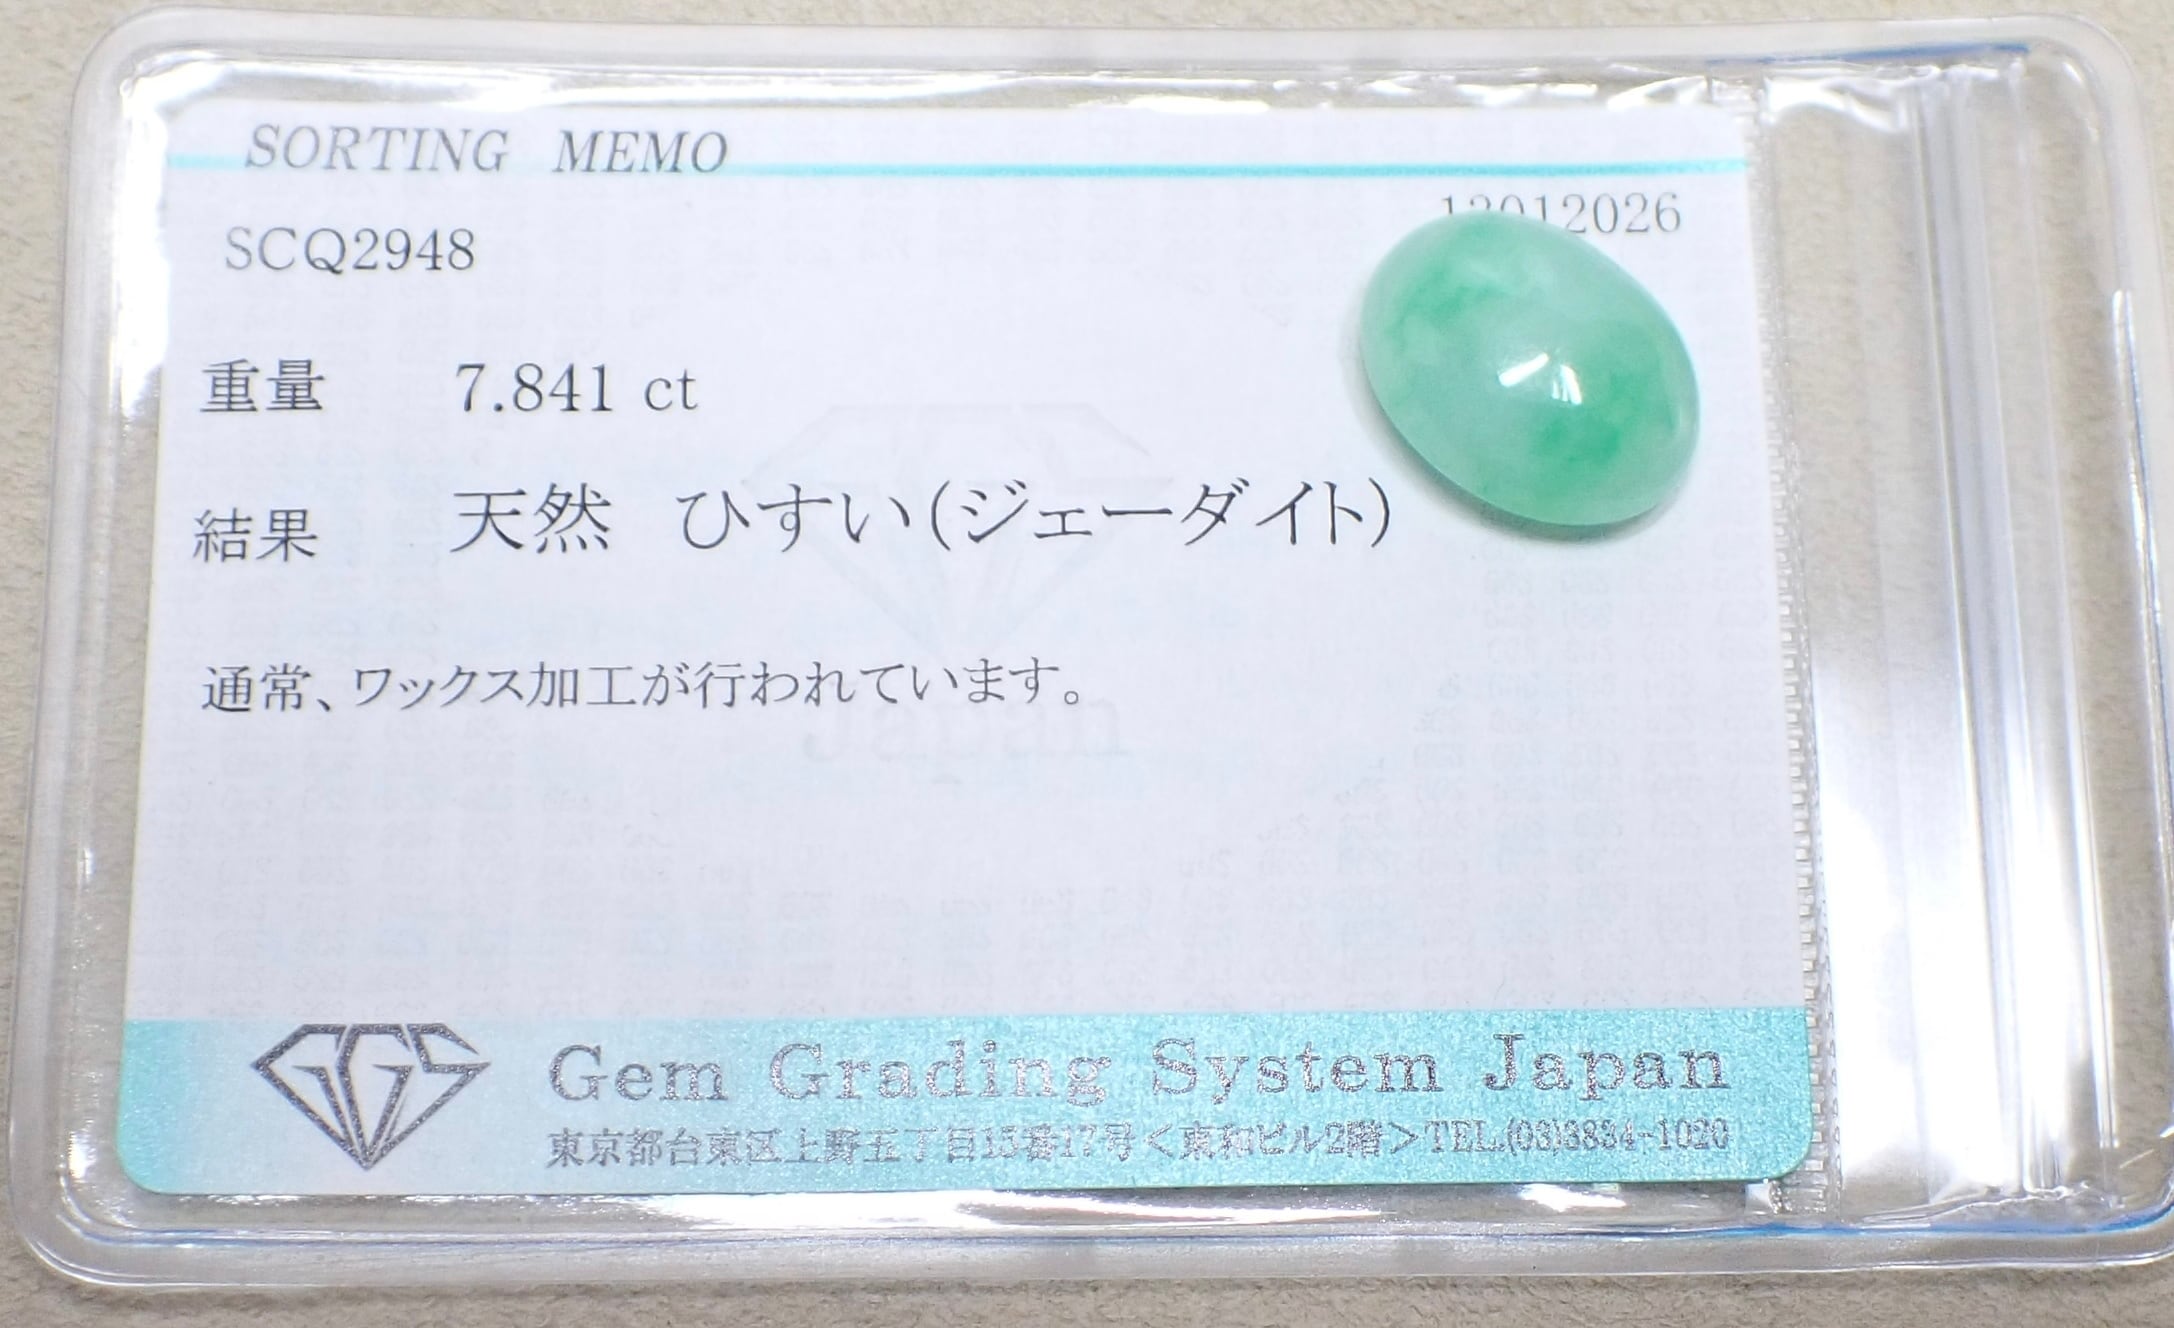 SORTING MEMO
12012026
SCQ2948
重量 7.841 ct
結果 天然 ひすい(ジェーダイト)
通常、ワックス加工が行われています。
Japan
GGS
Gem Grading System Japan
東京都台東区上野五丁目15番17号<東和ビル2階>TEL.(03)3834-1020